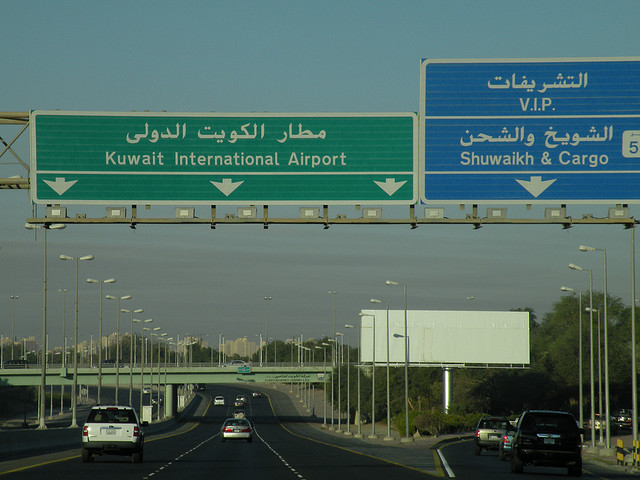 مطار الكويت الدولى
Kuwait International Airport
التشريفات
V.I.P.
الشويخ والشحن
Shuwaikh & Cargo
5